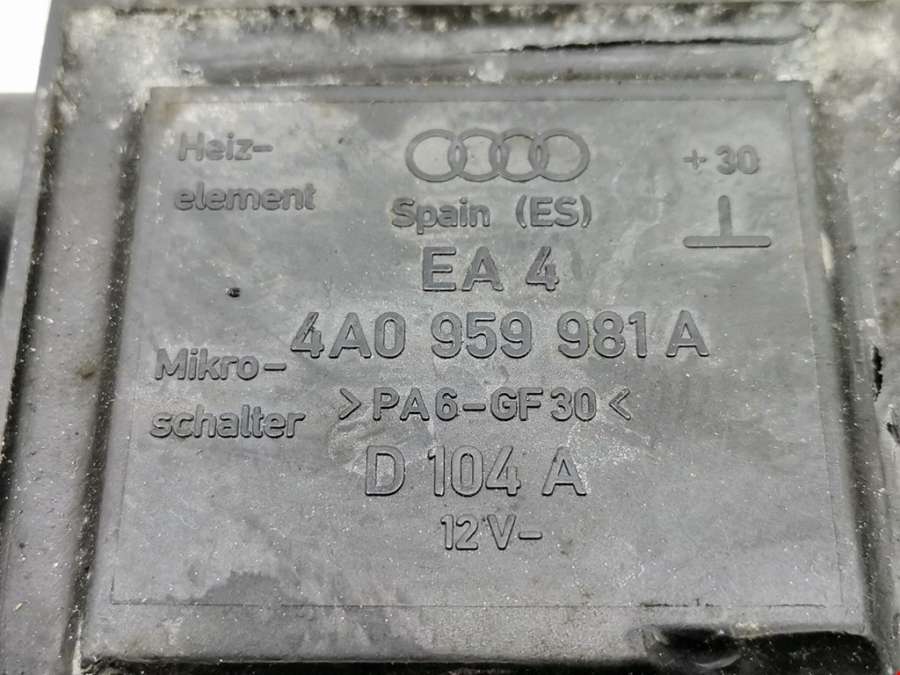 Heiz-
element
+30
Spain (ES)
EA 4
4A0 959 981 A
Mikro-
schalter
>PA6-GF30<
D 104 A
12V-